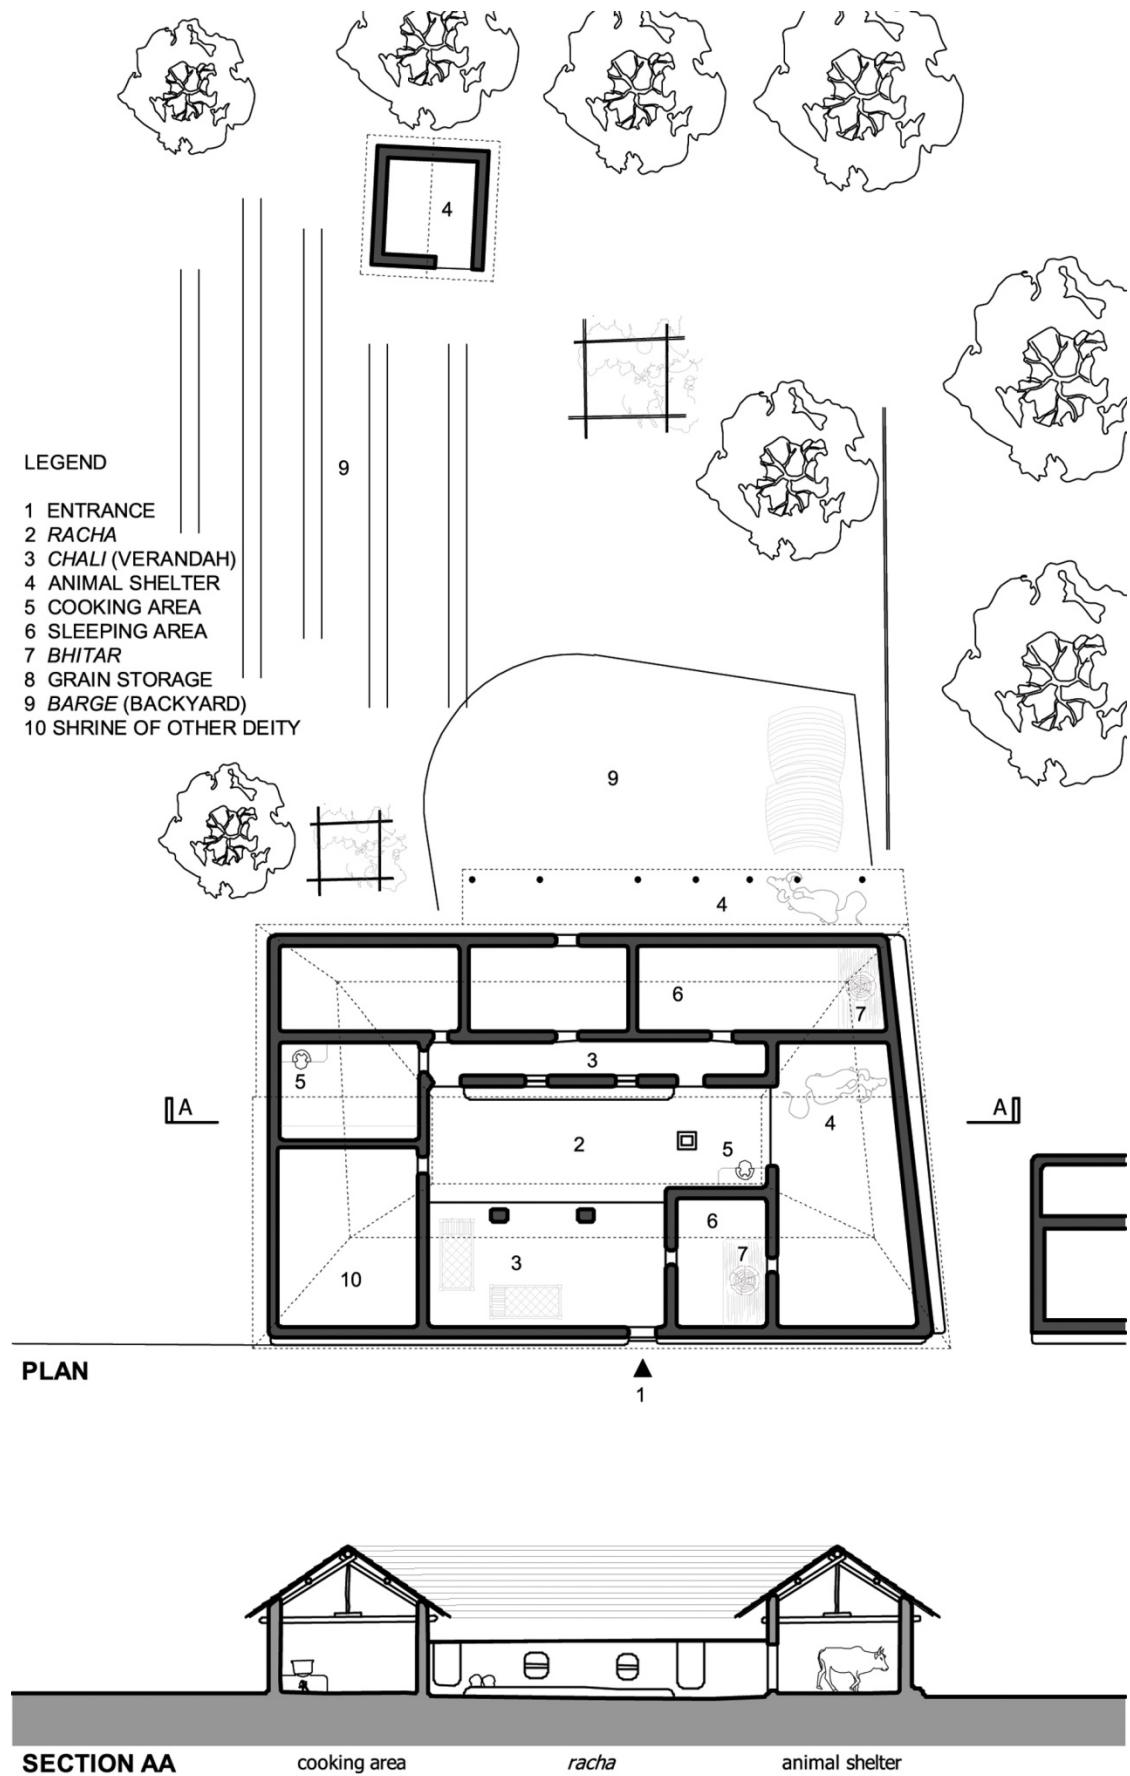 4
LEGEND
9
1 ENTRANCE
2 RACHA
3 CHALI (VERANDAH)
4 ANIMAL SHELTER
5 COOKING AREA
6 SLEEPING AREA
7 BHITAR
8 GRAIN STORAGE
9 BARGE (BACKYARD)
10 SHRINE OF OTHER DEITY
9
4
6
7
3
5
A
A
4
2
5
6
7
3
10
PLAN
1
SECTION AA
cooking area
racha
animal shelter